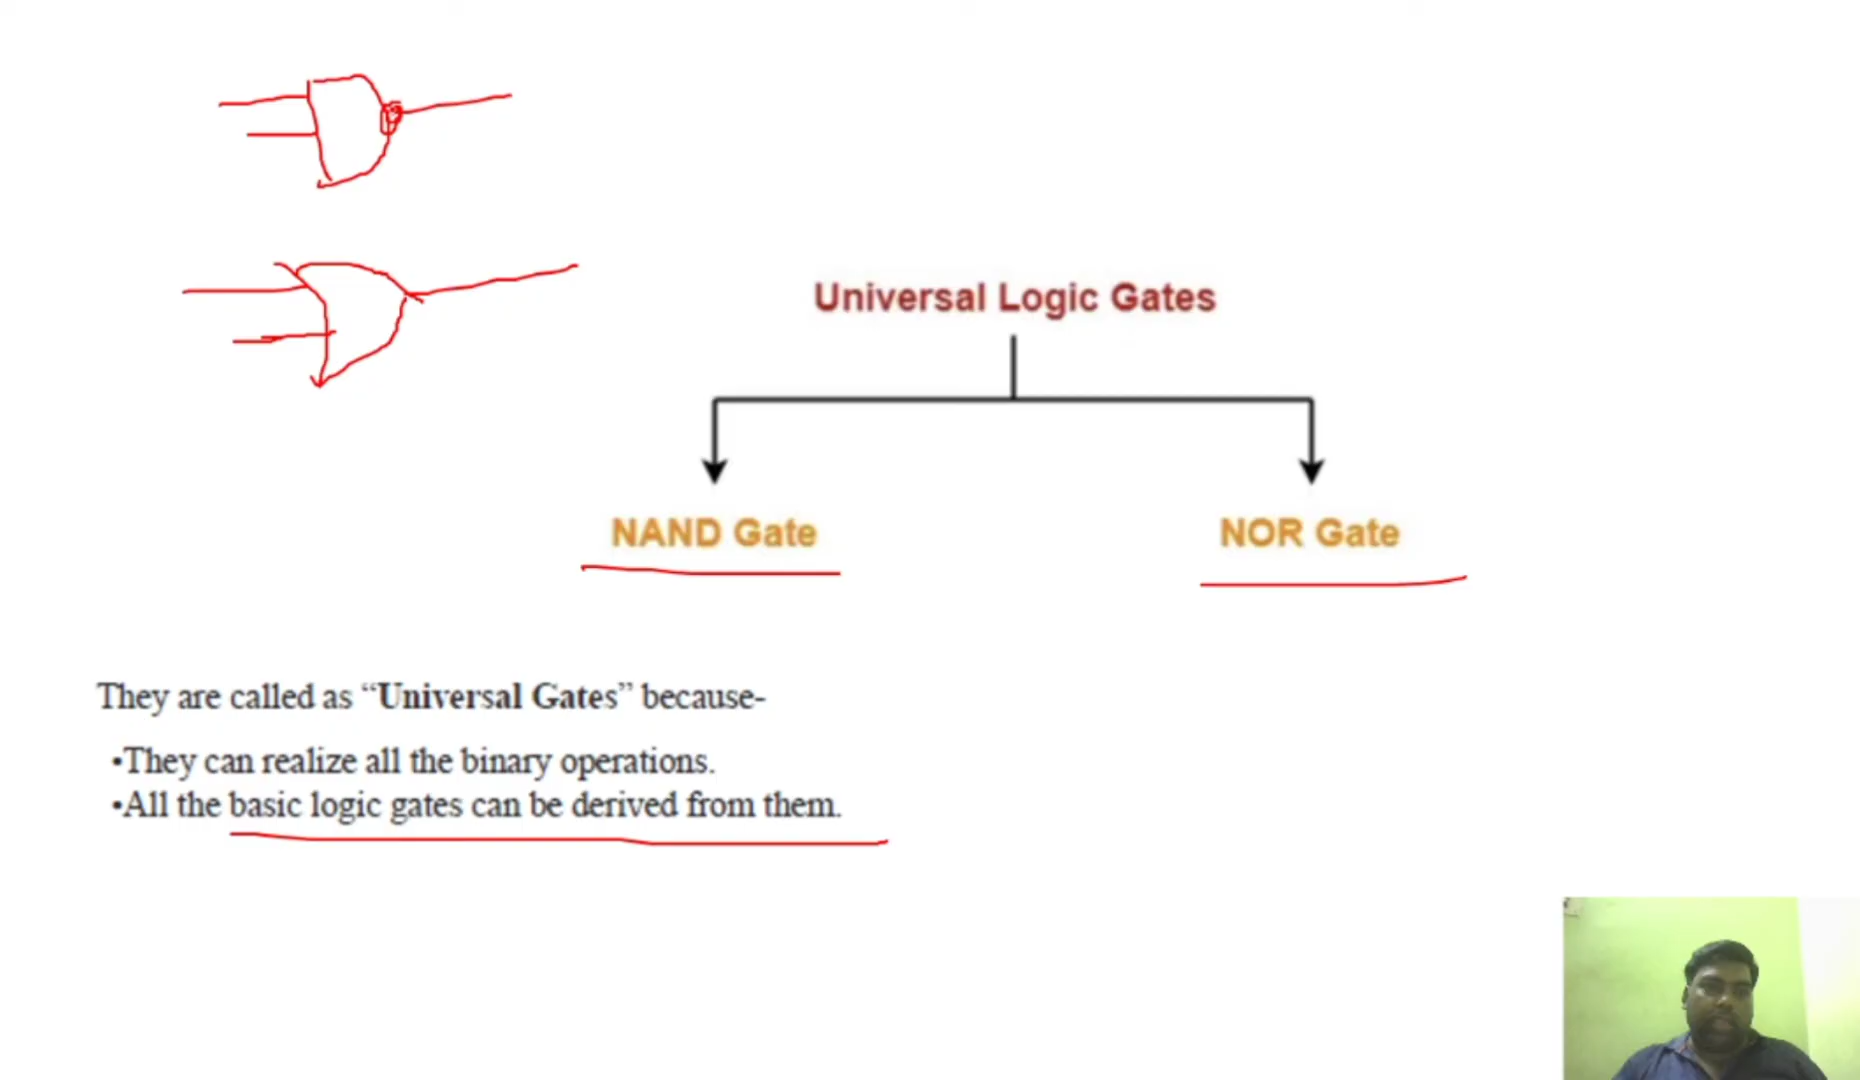 Universal Logic Gates
NAND Gate
NOR Gate
They are called as “Universal Gates” because-
•They can realize all the binary operations.
•All the basic logic gates can be derived from them.